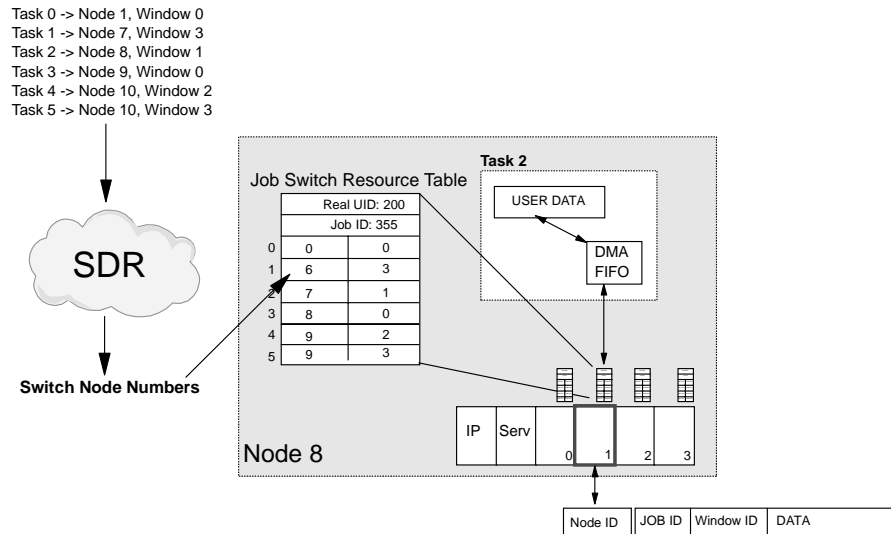 Task 0 -> Node 1, Window 0
Task 1 -> Node 7, Window 3
Task 2 -> Node 8, Window 1
Task 3 -> Node 9, Window 0
Task 4 -> Node 10, Window 2
Task 5 -> Node 10, Window 3
SDR
Switch Node Numbers
Job Switch Resource Table
Real UID: 200
Job ID: 355
0 0 0
1 6 3
2 7 1
3 8 0
4 9 2
5 9 3
Task 2
USER DATA
DMA
FIFO
IP Serv 0 1 2 3
Node 8
Node ID JOB ID Window ID DATA